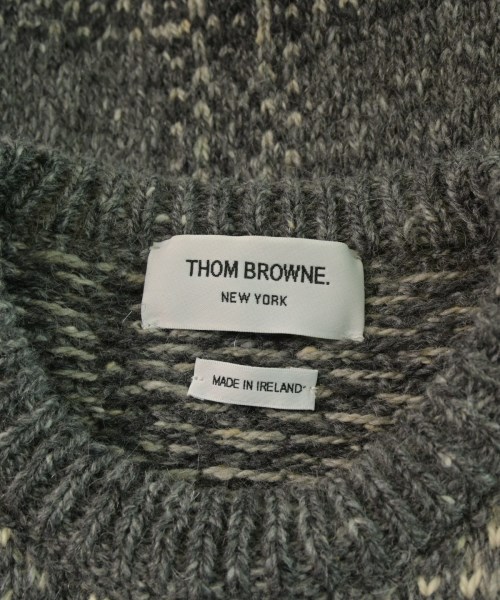 THOM BROWNE.
NEW YORK
MADE IN IRELAND